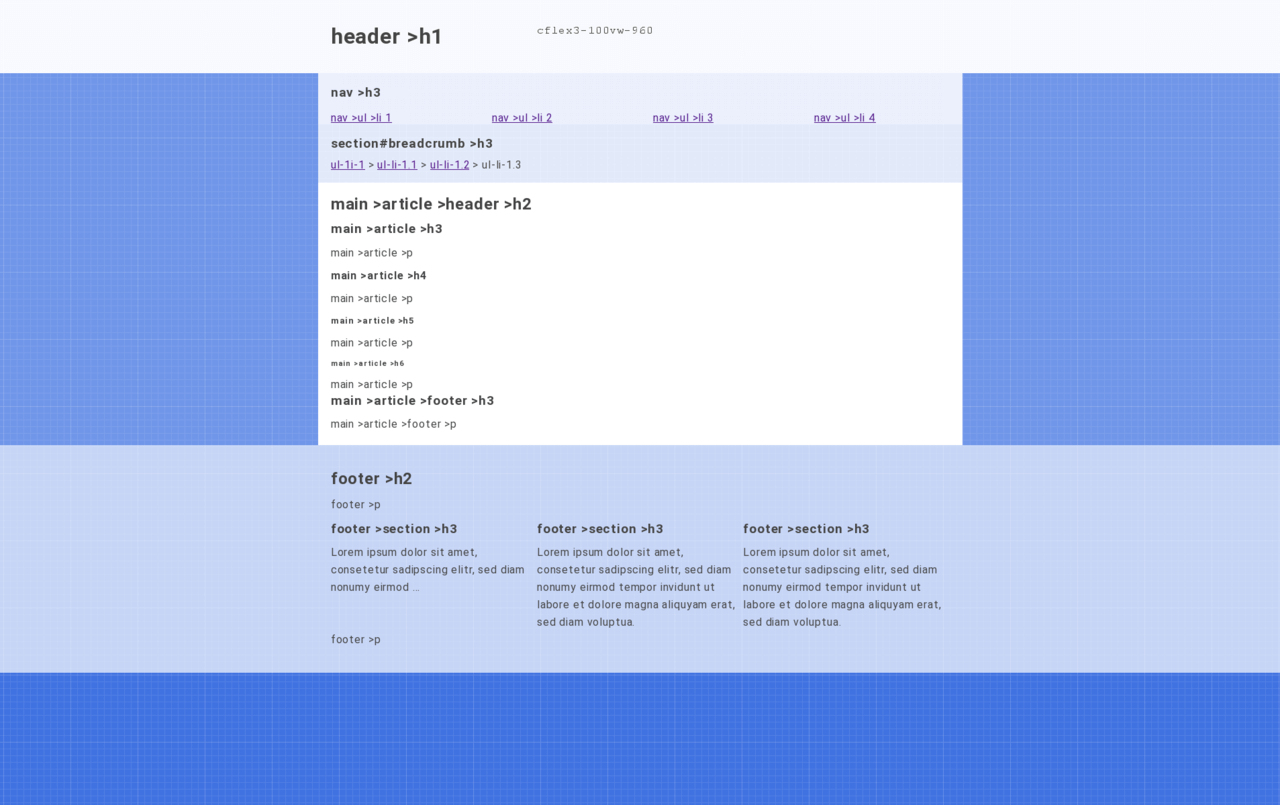 header >h1
cflex3-100vw-960
nav >h3
nav >ul >li 1
nav >ul >li 2
nav >ul >li 3
nav >ul >li 4
section#breadcrumb >h3
ul-1i-1 > ul-li-1.1 > ul-li-1.2 > ul-li-1.3
main >article >header >h2
main >article >h3
main >article >p
main >article >h4
main >article >p
main >article >h5
main >article >p
main >article >h6
main >article >p
main >article >footer >h3
main >article >footer >p
footer >h2
footer >p
footer >section >h3
Lorem ipsum dolor sit amet,
consetetur sadipscing elitr, sed diam
nonumy eirmod ...
footer >section >h3
Lorem ipsum dolor sit amet,
consetetur sadipscing elitr, sed diam
nonumy eirmod tempor invidunt ut
labore et dolore magna aliquyam erat,
sed diam voluptua.
footer >section >h3
Lorem ipsum dolor sit amet,
consetetur sadipscing elitr, sed diam
nonumy eirmod tempor invidunt ut
labore et dolore magna aliquyam erat,
sed diam voluptua.
footer >p